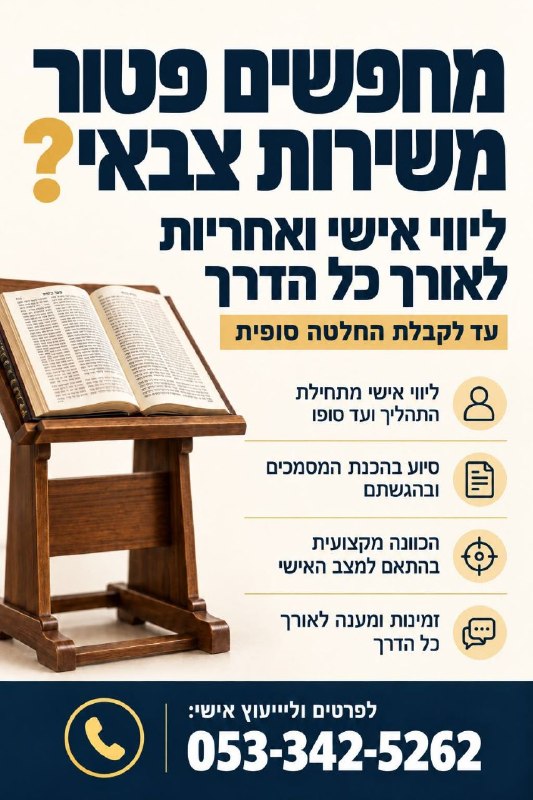 מחפשים פטור
משירות צבאי?
ליווי אישי ואחריות
לאורך כל הדרך
עד לקבלת החלטה סופית
ליווי אישי מתחילת
התהליך ועד סופו
סיוע בהכנת המסמכים
ובהגשתם
הכוונה מקצועית
בהתאם למצב האישי
זמינות ומענה לאורך
כל הדרך
לפרטים ולייייעוץ אישי:
053-342-5262